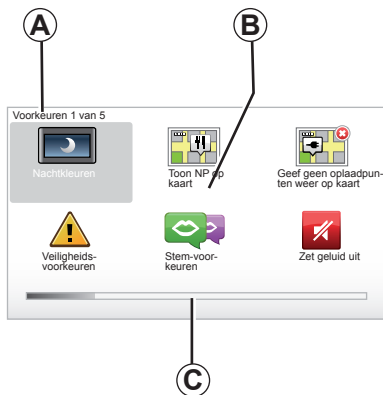 A
B
Voorkeuren 1 van 5
Nachtkleuren
Toon NP op
kaart
Geef geen oplaadpun-
ten weer op kaart
Veiligheids-
voorkeuren
Stem-voor-
keuren
Zet geluid uit
C